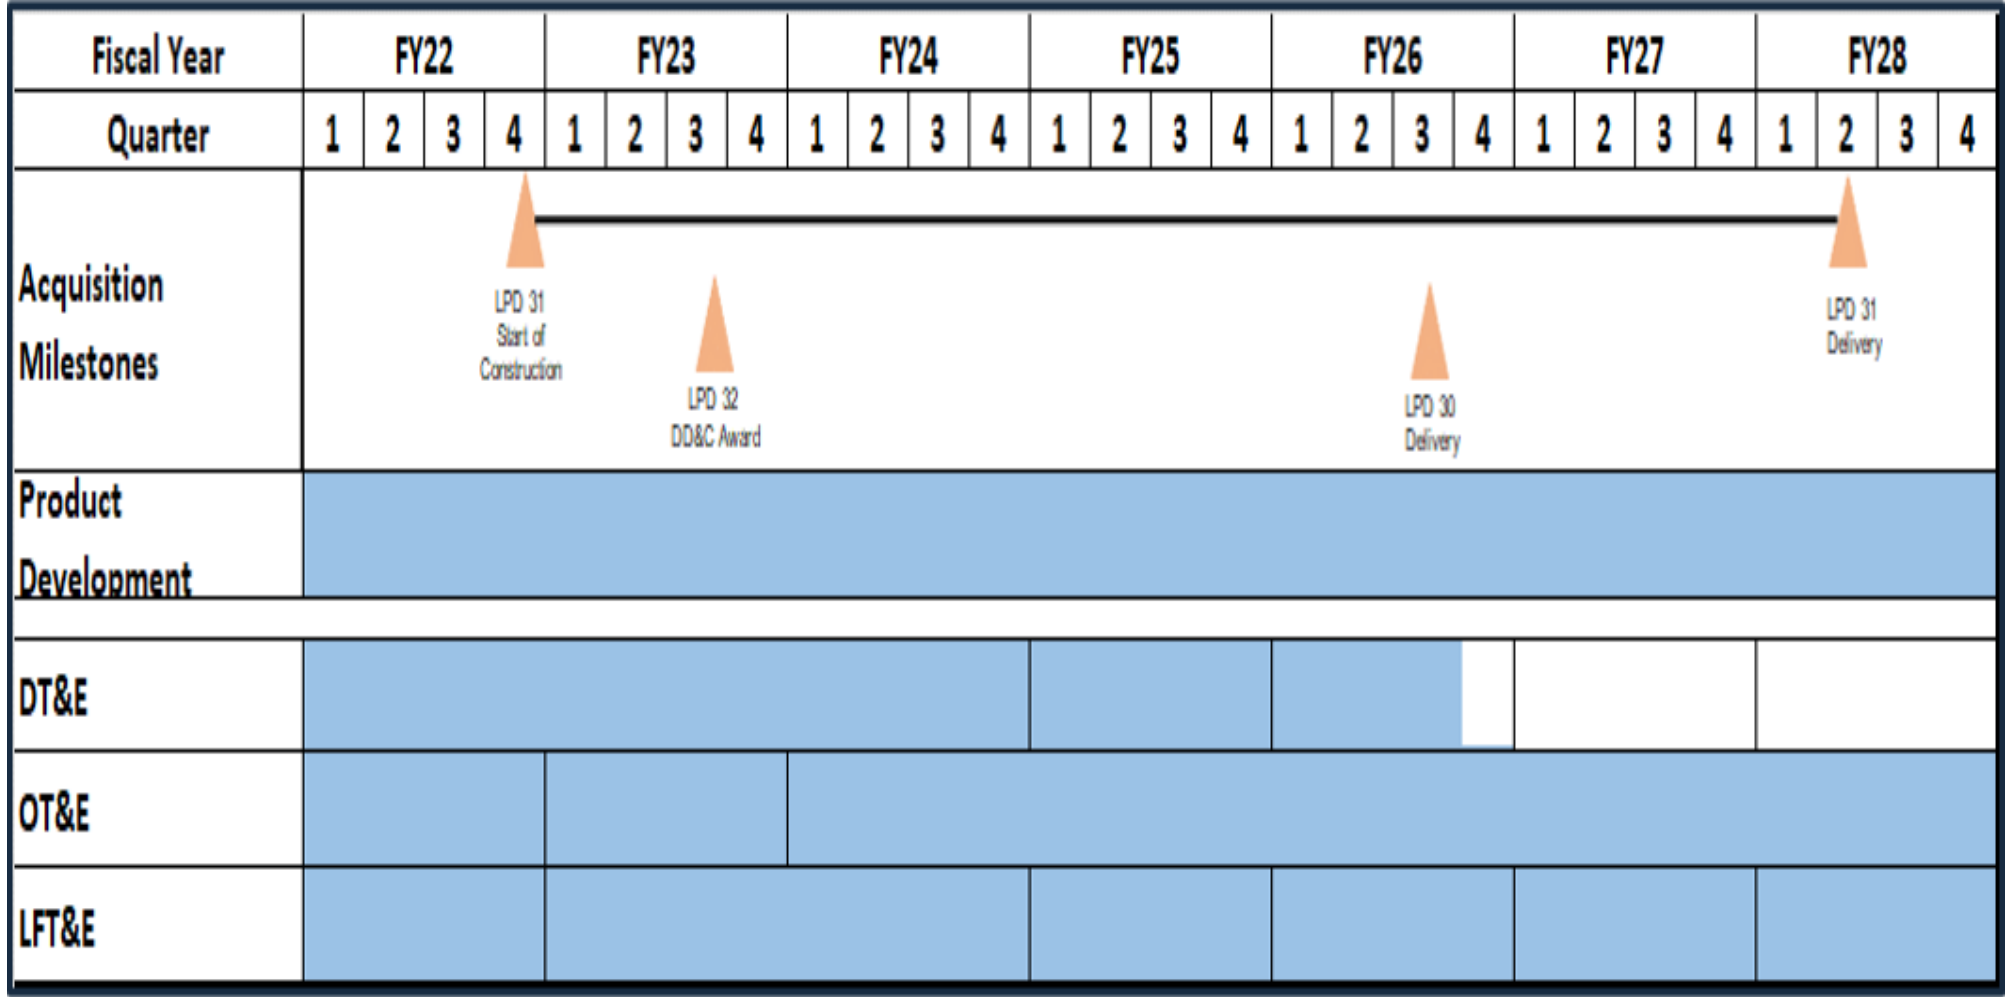 Fiscal Year FY22 FY23 FY24 FY25 FY26 FY27 FY28
Quarter 1 2 3 4 1 2 3 4 1 2 3 4 1 2 3 4 1 2 3 4 1 2 3 4 1 2 3 4
Acquisition
Milestones
LPD 31
Start of
Construction
LPD 32
DD&C Award
LPD 30
Delivery
LPD 31
Delivery
Product
Development
DT&E
OT&E
LFT&E